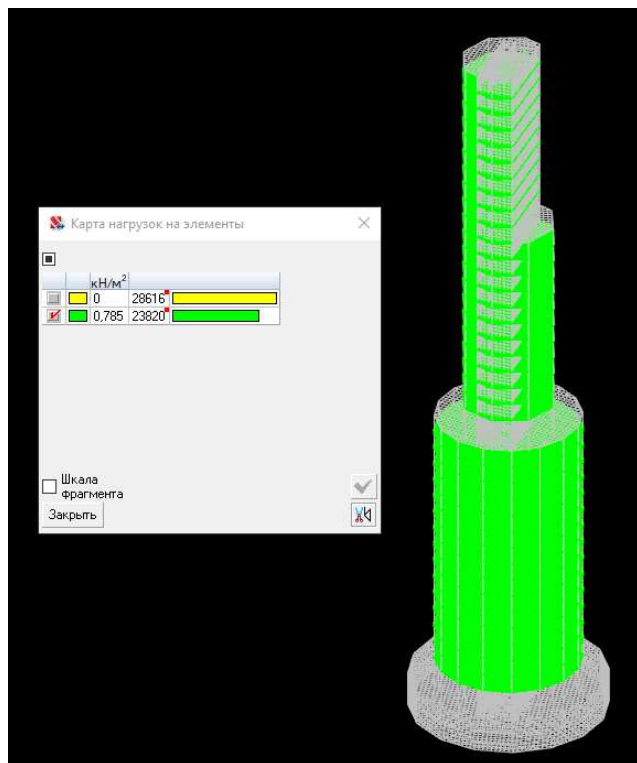 Карта нагрузок на элементы
кН/м²
0 28616
0,785 23820
Шкала
фрагмента
Закрыть